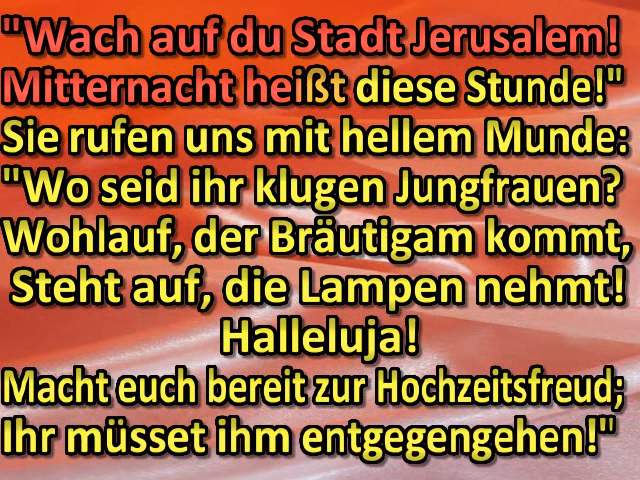 "Wach auf du Stadt Jerusalem!
Mitternacht heißt diese Stunde!"
Sie rufen uns mit hellem Munde:
"Wo seid ihr klugen Jungfrauen?
Wohlauf, der Bräutigam kommt,
Steht auf, die Lampen nehmt!
Halleluja!
Macht euch bereit zur Hochzeitsfreud;
Ihr müsset ihm entgegengehen!"